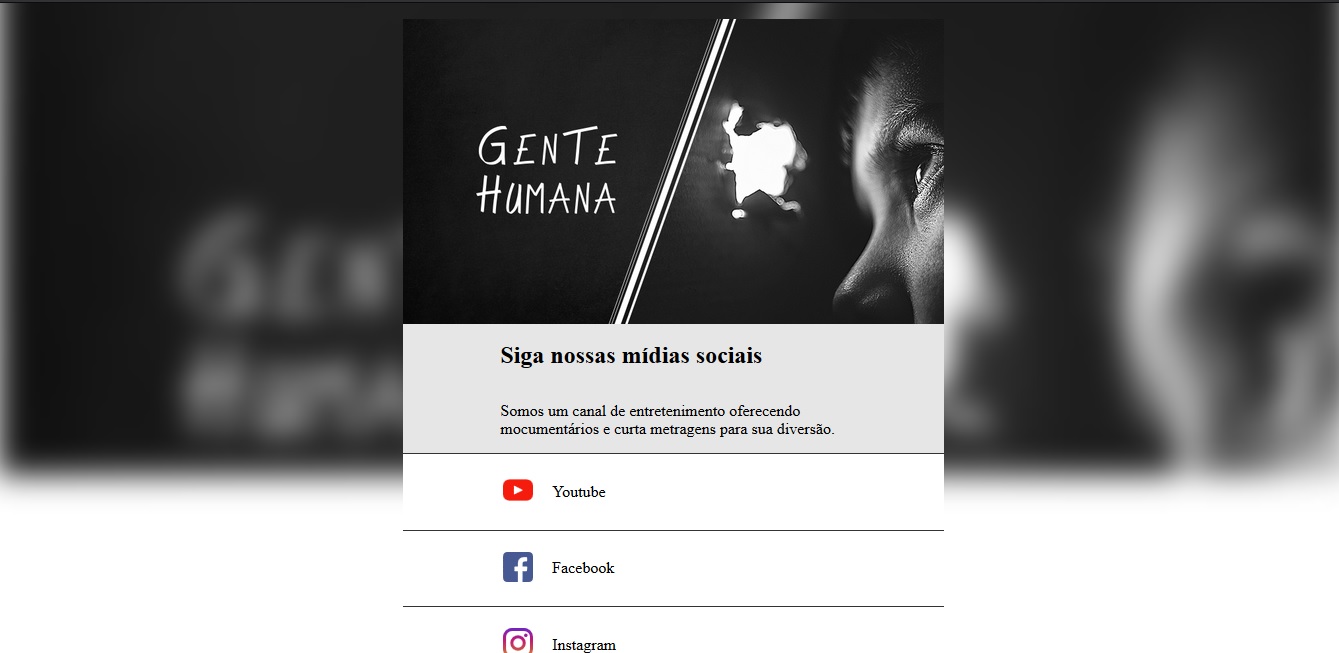 GENTE
HUMANA
Siga nossas mídias sociais
Somos um canal de entretenimento oferecendo
mocumentários e curta metragens para sua diversão.
Youtube
Facebook
Instagram